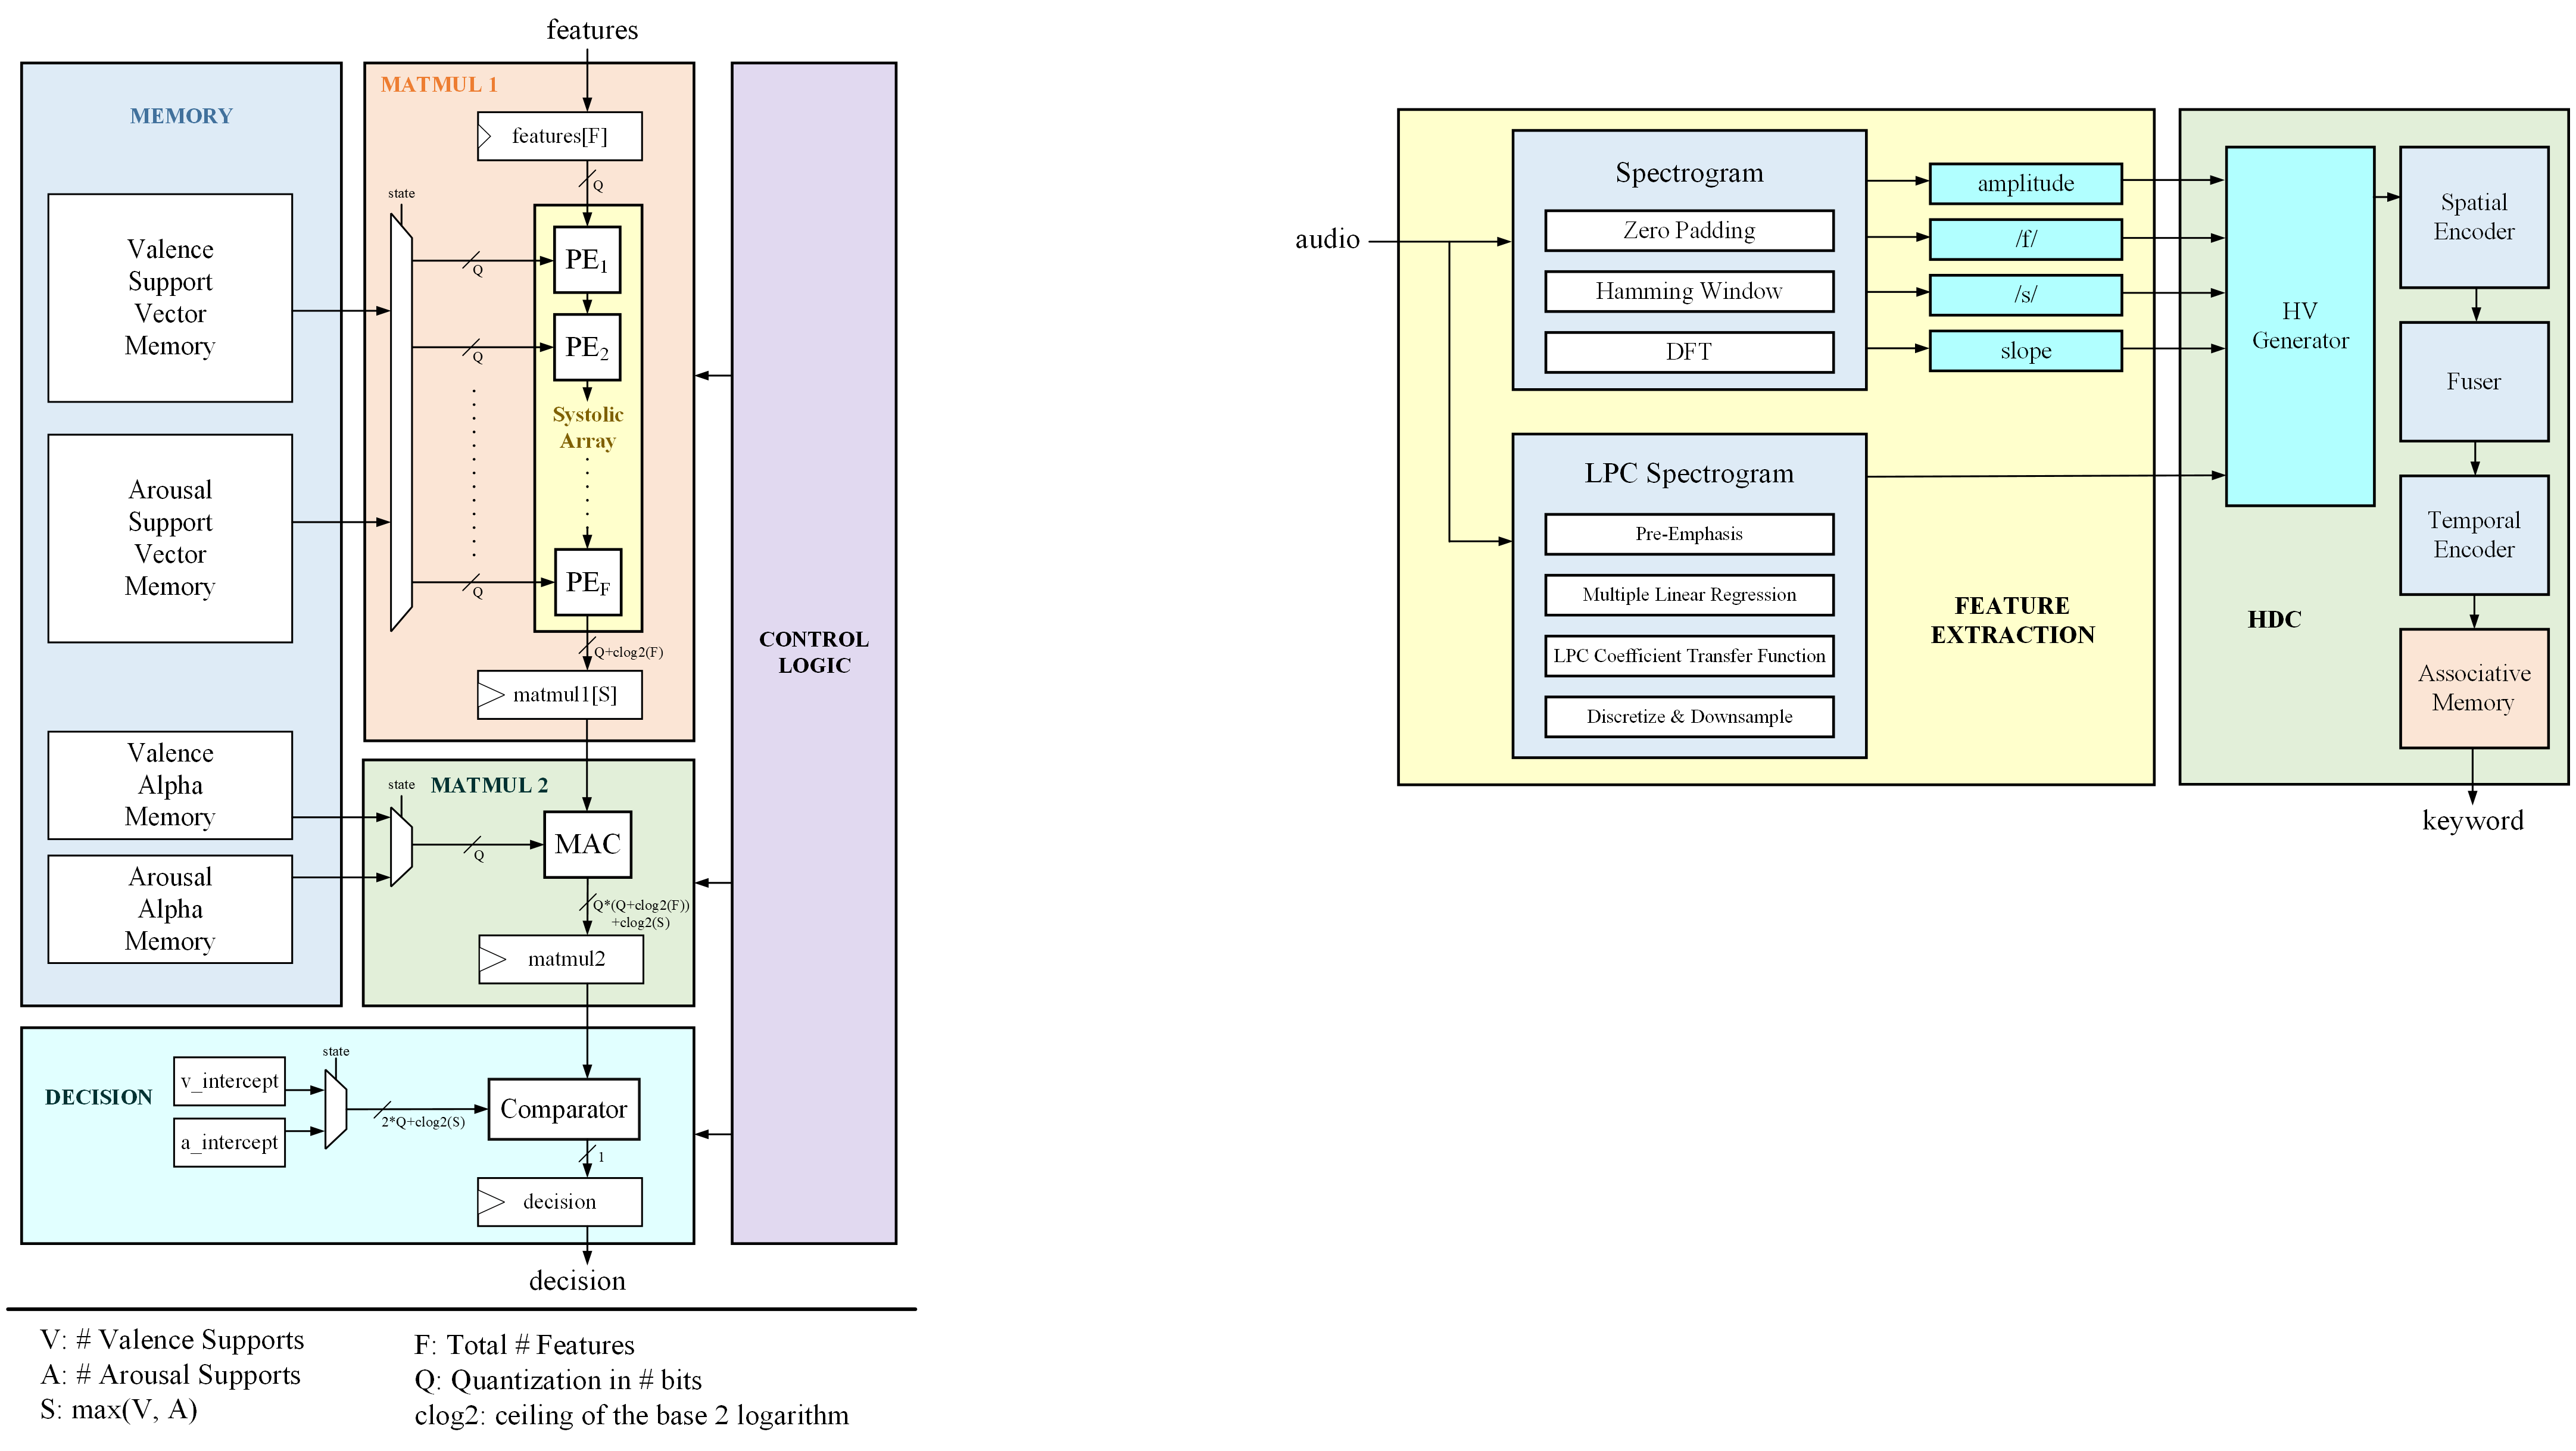 features
MEMORY
Valence
Support
Vector
Memory
Arousal
Support
Vector
Memory
Valence
Alpha
Memory
Arousal
Alpha
Memory
MATMUL 1
features[F]
Q
state
Q
PE1
Q
PE2
Systolic
Array
Q
PEF
Q+clog2(F)
matmul1[S]
MATMUL 2
state
Q
MAC
Q*(Q+clog2(F))
+clog2(S)
matmul2
CONTROL
LOGIC
DECISION
state
v_intercept
a_intercept
2*Q+clog2(S)
Comparator
1
decision
decision
V: # Valence Supports
A: # Arousal Supports
S: max(V, A)
F: Total # Features
Q: Quantization in # bits
clog2: ceiling of the base 2 logarithm
audio
Spectrogram
Zero Padding
Hamming Window
DFT
amplitude
/f/
/s/
slope
LPC Spectrogram
Pre-Emphasis
Multiple Linear Regression
LPC Coefficient Transfer Function
Discretize & Downsample
FEATURE
EXTRACTION
HV
Generator
HDC
Spatial
Encoder
Fuser
Temporal
Encoder
Associative
Memory
keyword